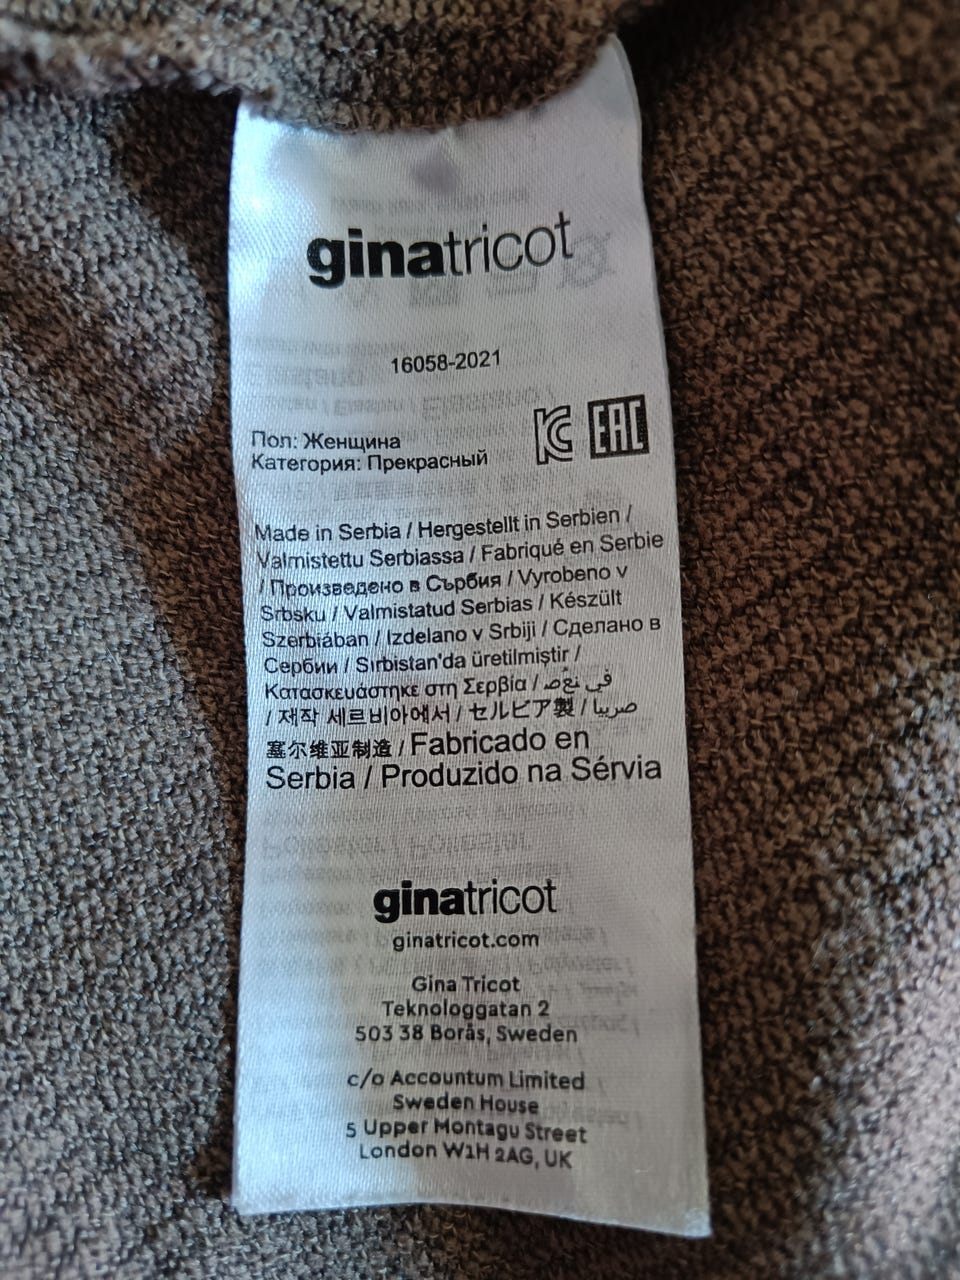 ginatricot
16058-2021
Пол: Женщина
Категория: Прекрасный
EAC
Made in Serbia / Hergestellt in Serbien /
Valmistettu Serbiassa / Fabriqué en Serbie
/ Произведено в Сърбия / Vyrobeno v
Srbsku / Valmistatud Serbias / Készült
Szerbiában / Izdelano v Srbiji / Сделано в
Сербии / Sırbistan'da üretilmiştir /
Κατασκευάστηκε στη Σερβία / في
/ 제작 세르비아에서 / セルビア製 / صربيا
塞尔维亚制造 / Fabricado en
Serbia / Produzido na Sérvia
ginatricot
ginatricot.com
Gina Tricot
Teknologgatan 2
503 38 Borås, Sweden
c/o Accountum Limited
Sweden House
5 Upper Montagu Street
London W1H 2AG, UK